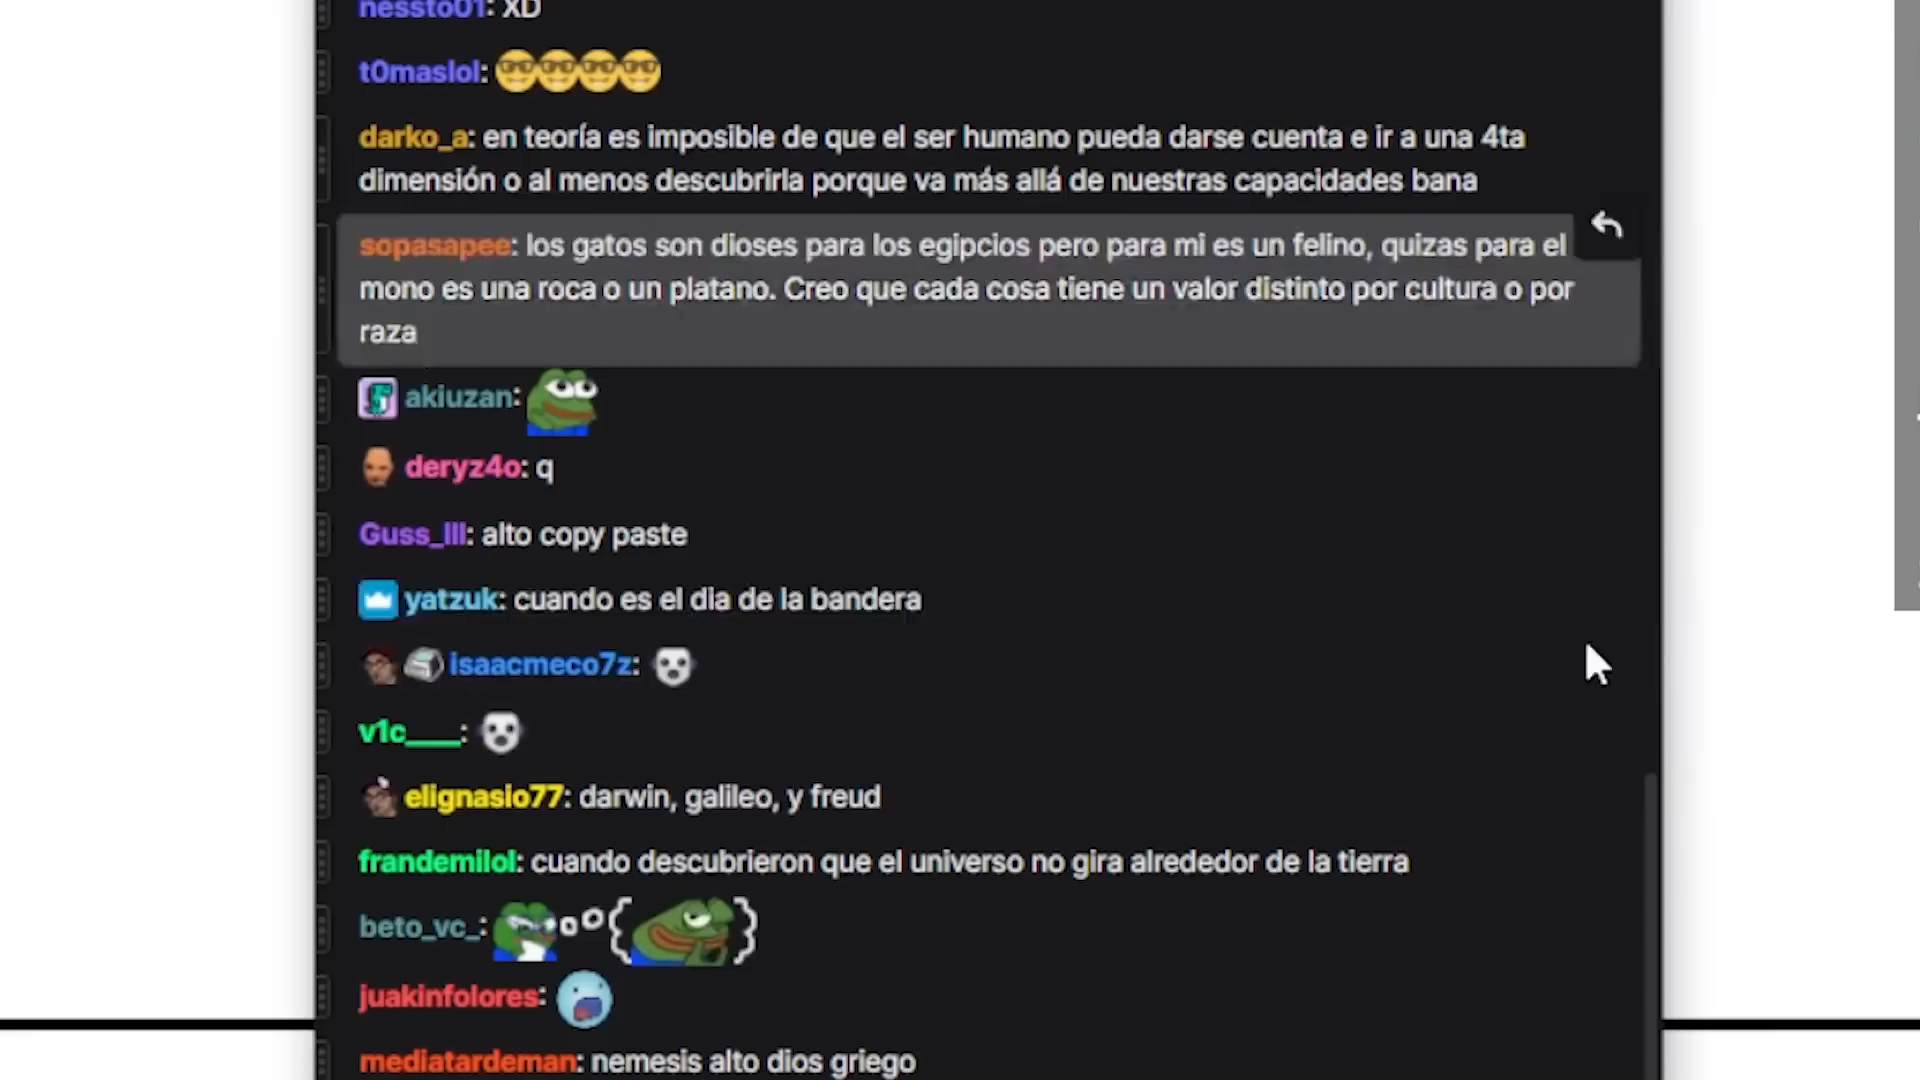 nessto01: XD
t0maslol:
darko_a: en teoría es imposible de que el ser humano pueda darse cuenta e ir a una 4ta
dimensión o al menos descubrirla porque va más allá de nuestras capacidades bana
sopasapee: los gatos son dioses para los egipcios pero para mi es un felino, quizas para el
mono es una roca o un platano. Creo que cada cosa tiene un valor distinto por cultura o por
raza
akiuzan:
deryz4o: q
Guss_lll: alto copy paste
yatzuk: cuando es el dia de la bandera
isaacmeco7z:
v1c____:
elignasio77: darwin, galileo, y freud
frandemilol: cuando descubrieron que el universo no gira alrededor de la tierra
beto_vc_:
juakinfolores:
mediatardeman: nemesis alto dios griego